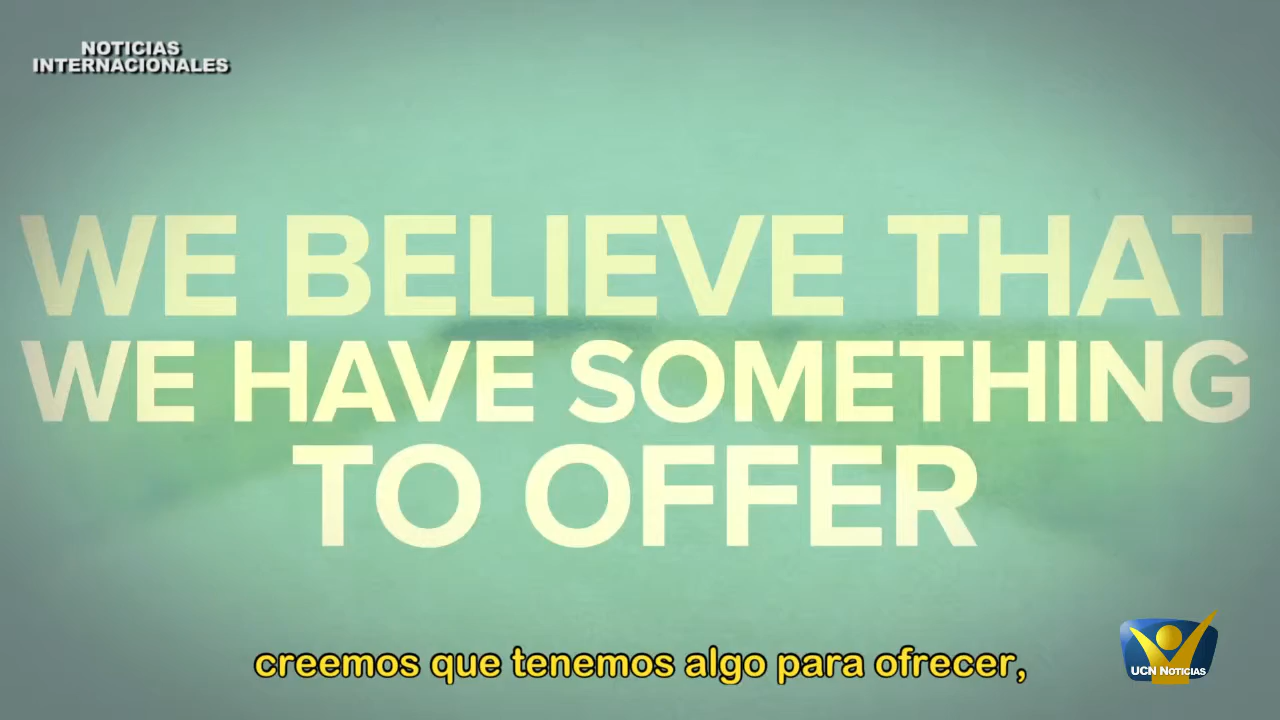 NOTICIAS
INTERNACIONALES
WE BELIEVE THAT
WE HAVE SOMETHING
TO OFFER
creemos que tenemos algo para ofrecer,
UCN NOTICIAS